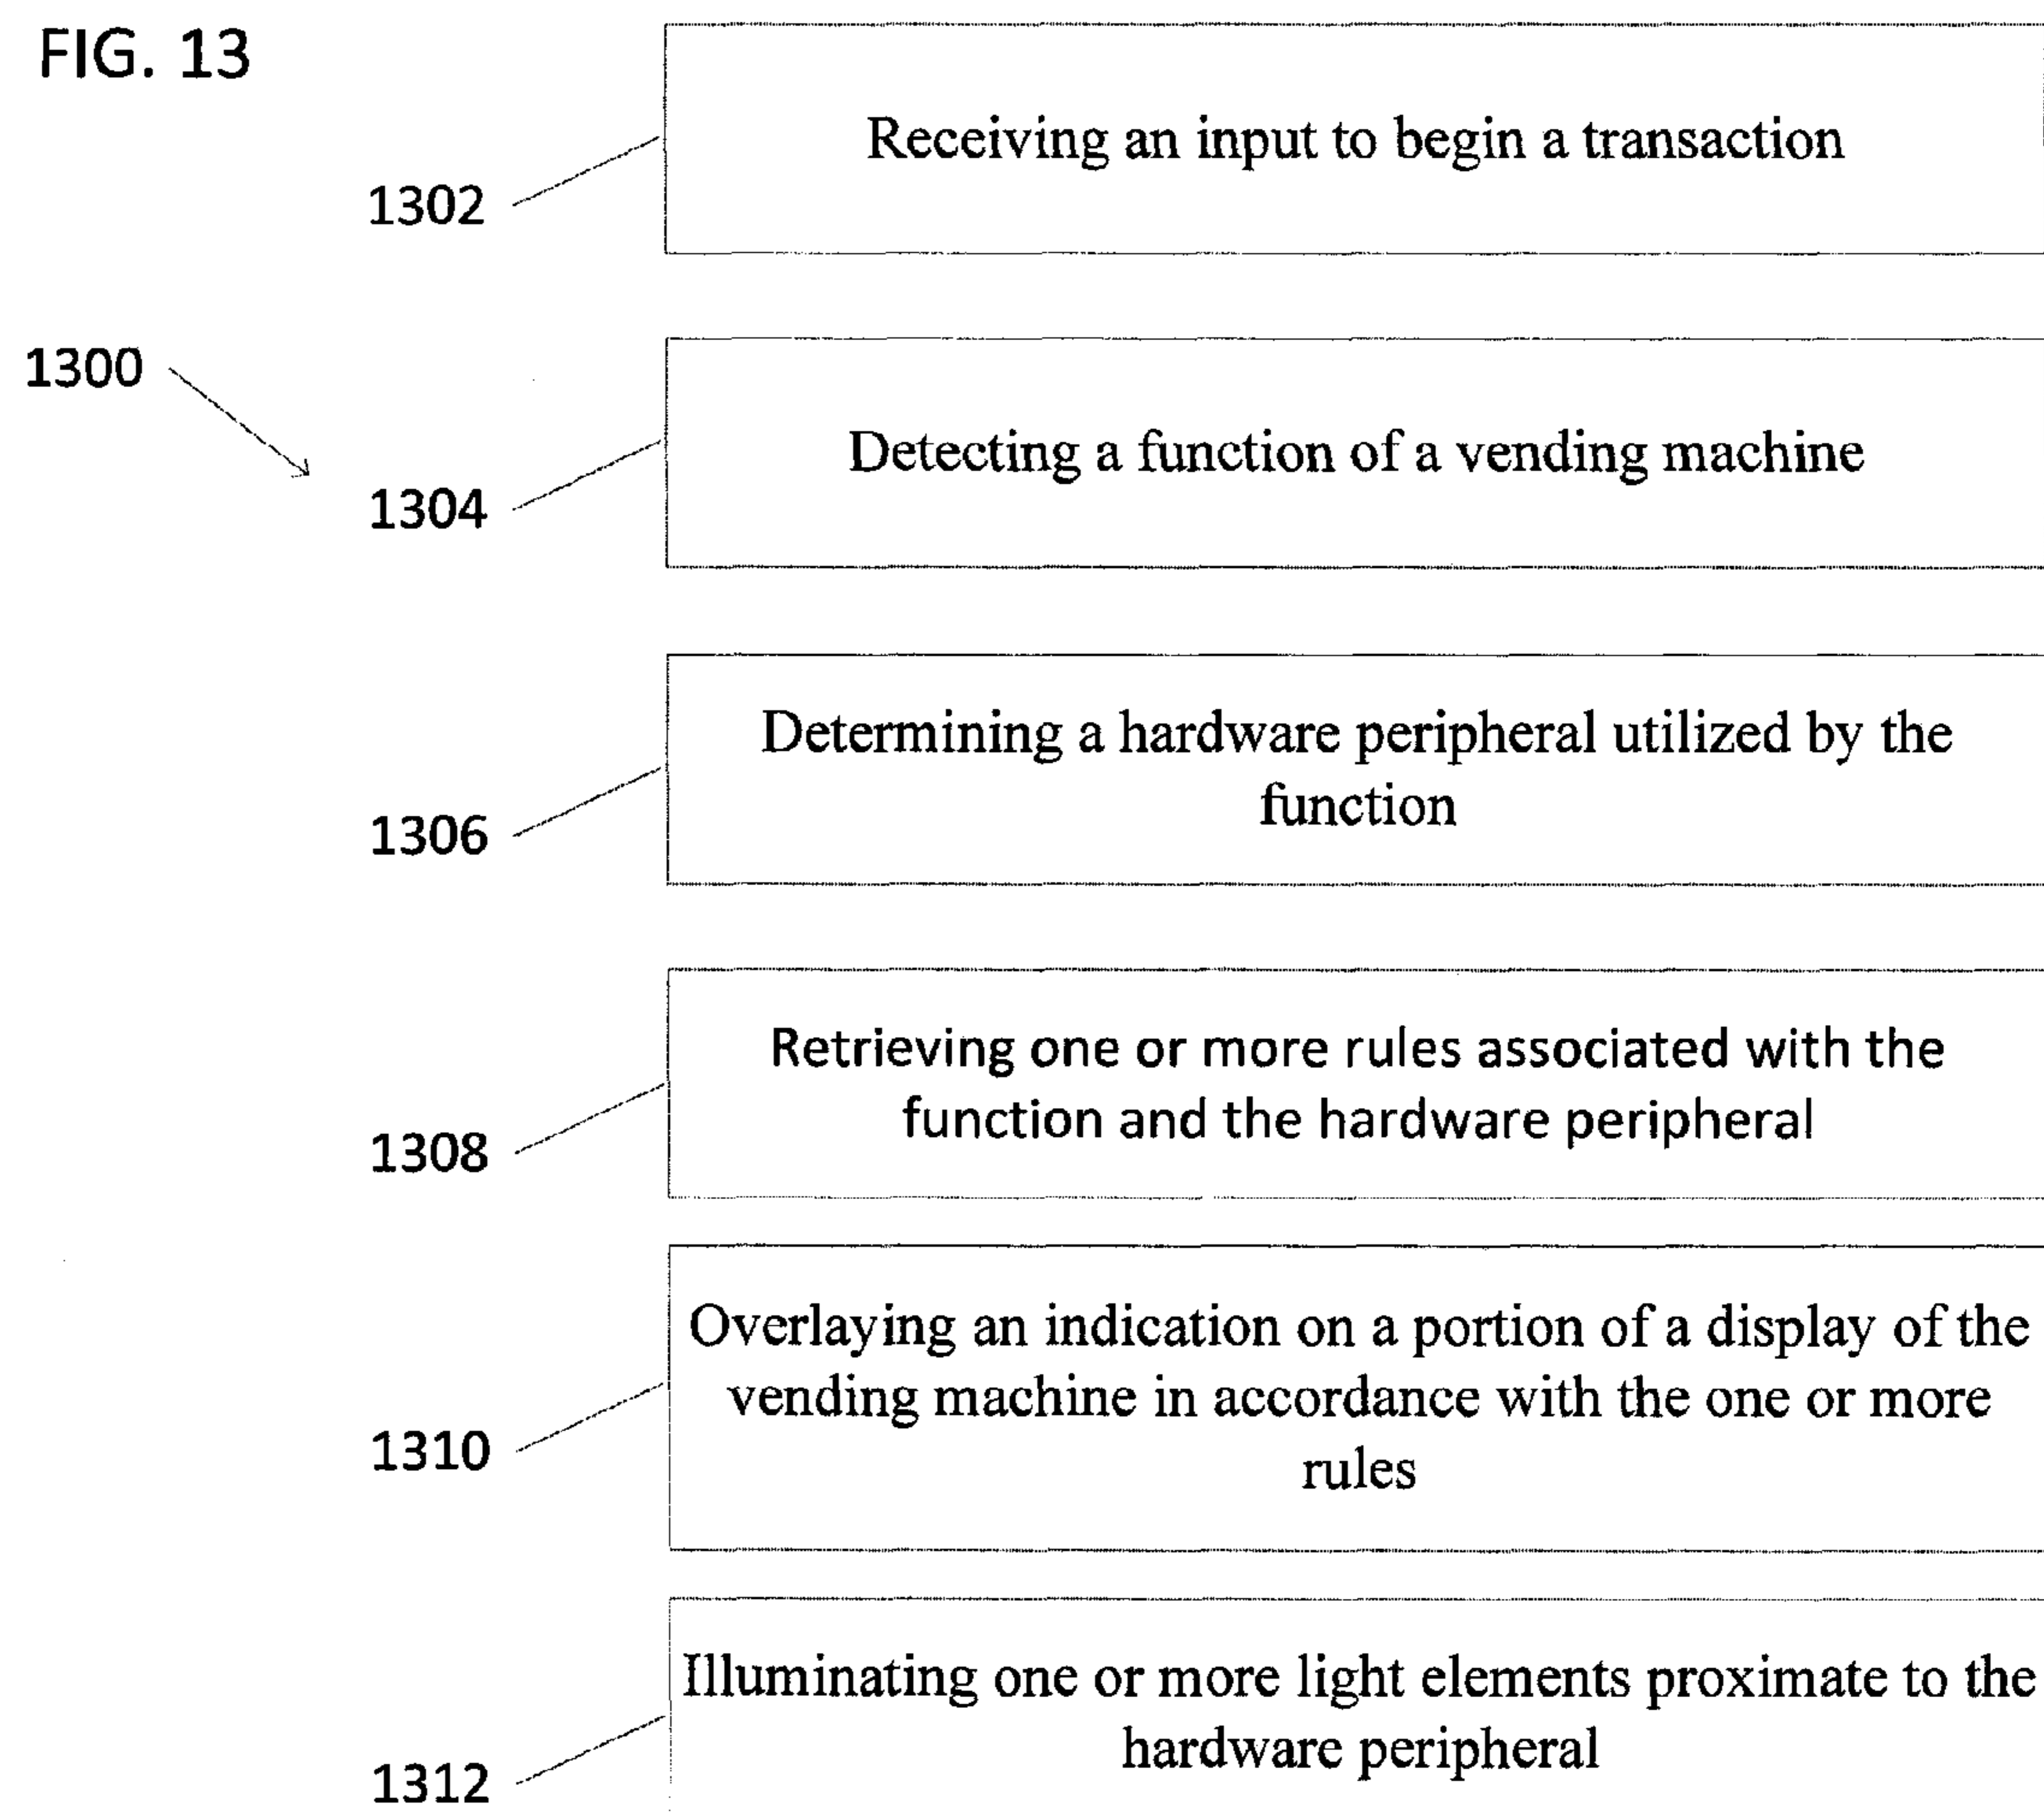 FIG. 13
Receiving an input to begin a transaction
1302
1300
Detecting a function of a vending machine
1304
Determining a hardware peripheral utilized by the
function
1306
Retrieving one or more rules associated with the
function and the hardware peripheral
1308
Overlaying an indication on a portion of a display of the
vending machine in accordance with the one or more
rules
1310
Illuminating one or more light elements proximate to the
hardware peripheral
1312